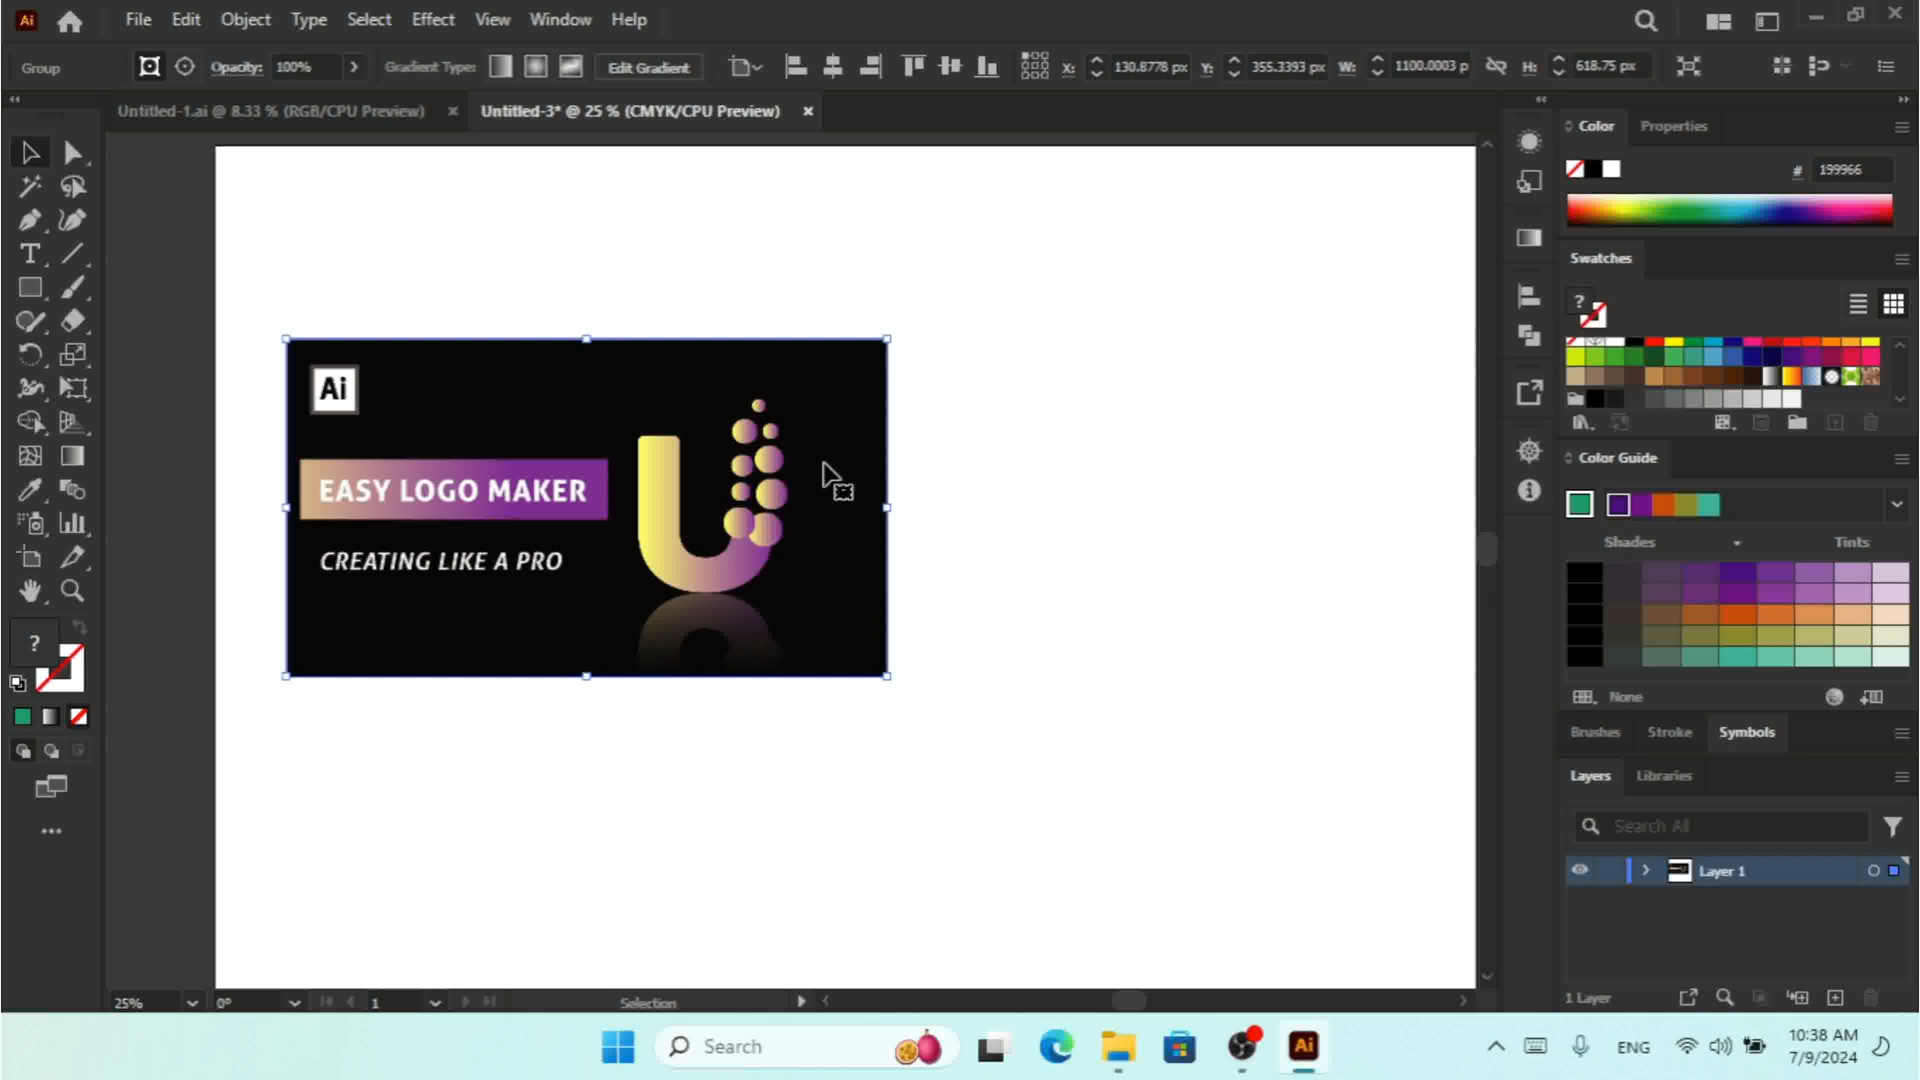 Ai
File Edit Object Type Select Effect View Window Help
Group
Opacity: 100%
Gradient Type:
Edit Gradient
X: 130.8778 px Y: 355.3393 px W: 1100.0003 p H: 618.75 px
Untitled-1.ai @ 8.33 % (RGB/CPU Preview) Untitled-3* @ 25 % (CMYK/CPU Preview)
Color Properties
# 199966
Swatches
?
Color Guide
Shades Tints
None
Brushes Stroke Symbols
Layers Libraries
Search All
Layer 1
1 Layer
Ai
EASY LOGO MAKER
CREATING LIKE A PRO
?
25% 0° 1 Selection
Search
Ai
ENG
10:38 AM
7/9/2024